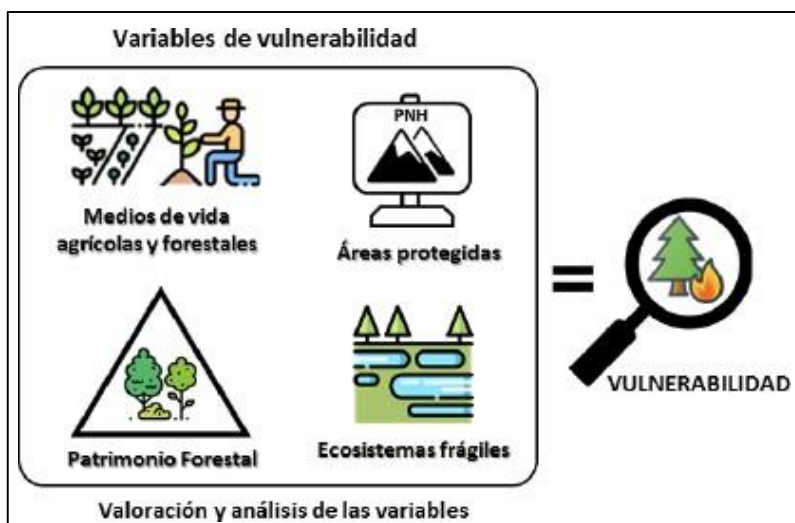 Variables de vulnerabilidad
Medios de vida
agrícolas y forestales
PNH
Áreas protegidas
Patrimonio Forestal
Ecosistemas frágiles
=
VULNERABILIDAD
Valoración y análisis de las variables